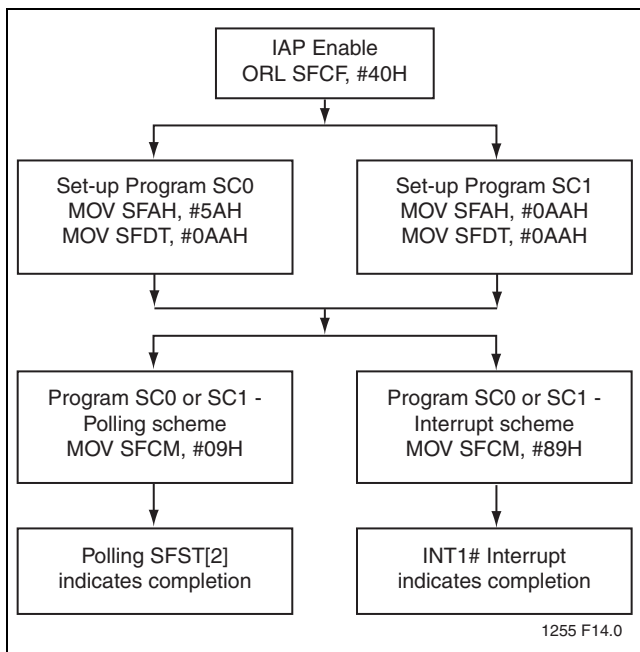 IAP Enable
ORL SFCF, #40H
Set-up Program SC0
MOV SFAH, #5AH
MOV SFDT, #0AAH
Set-up Program SC1
MOV SFAH, #0AAH
MOV SFDT, #0AAH
Program SC0 or SC1 -
Polling scheme
MOV SFCM, #09H
Program SC0 or SC1 -
Interrupt scheme
MOV SFCM, #89H
Polling SFST[2]
indicates completion
INT1# Interrupt
indicates completion
1255 F14.0